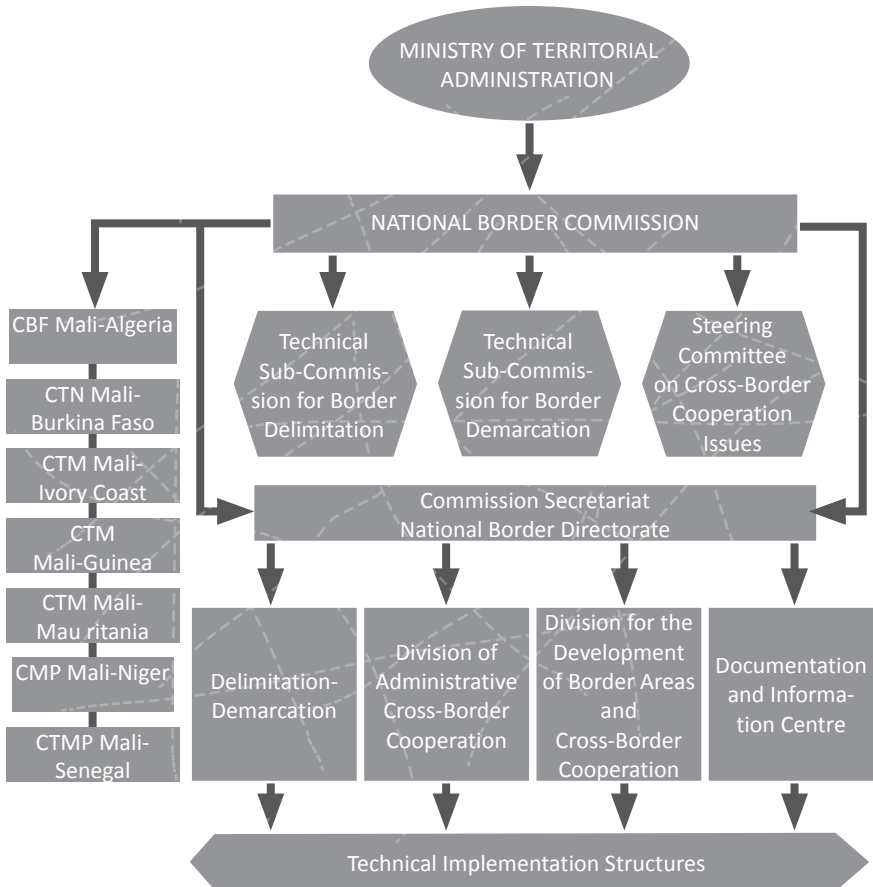 MINISTRY OF TERRITORIAL
ADMINISTRATION
NATIONAL BORDER COMMISSION
CBF Mali-Algeria
CTN Mali-
Burkina Faso
CTM Mali-
Ivory Coast
CTM
Mali-Guinea
CTM Mali-
Mau ritania
CMP Mali-Niger
CTMP Mali-
Senegal
Technical
Sub-Commis-
sion for Border
Delimitation
Technical
Sub-Commis-
sion for Border
Demarcation
Steering
Committee
on Cross-Border
Cooperation
Issues
Commission Secretariat
National Border Directorate
Delimitation-
Demarcation
Division of
Administrative
Cross-Border
Cooperation
Division for the
Development
of Border Areas
and
Cross-Border
Cooperation
Documentation
and Informa-
tion Centre
Technical Implementation Structures